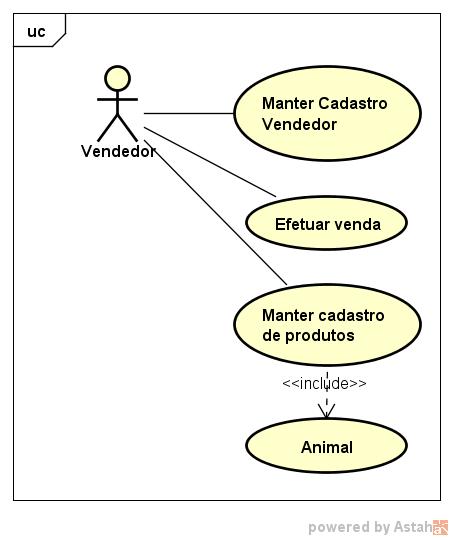 uc
Vendedor
Manter Cadastro
Vendedor
Efetuar venda
Manter cadastro
de produtos
<<include>>
Animal
powered by Astah